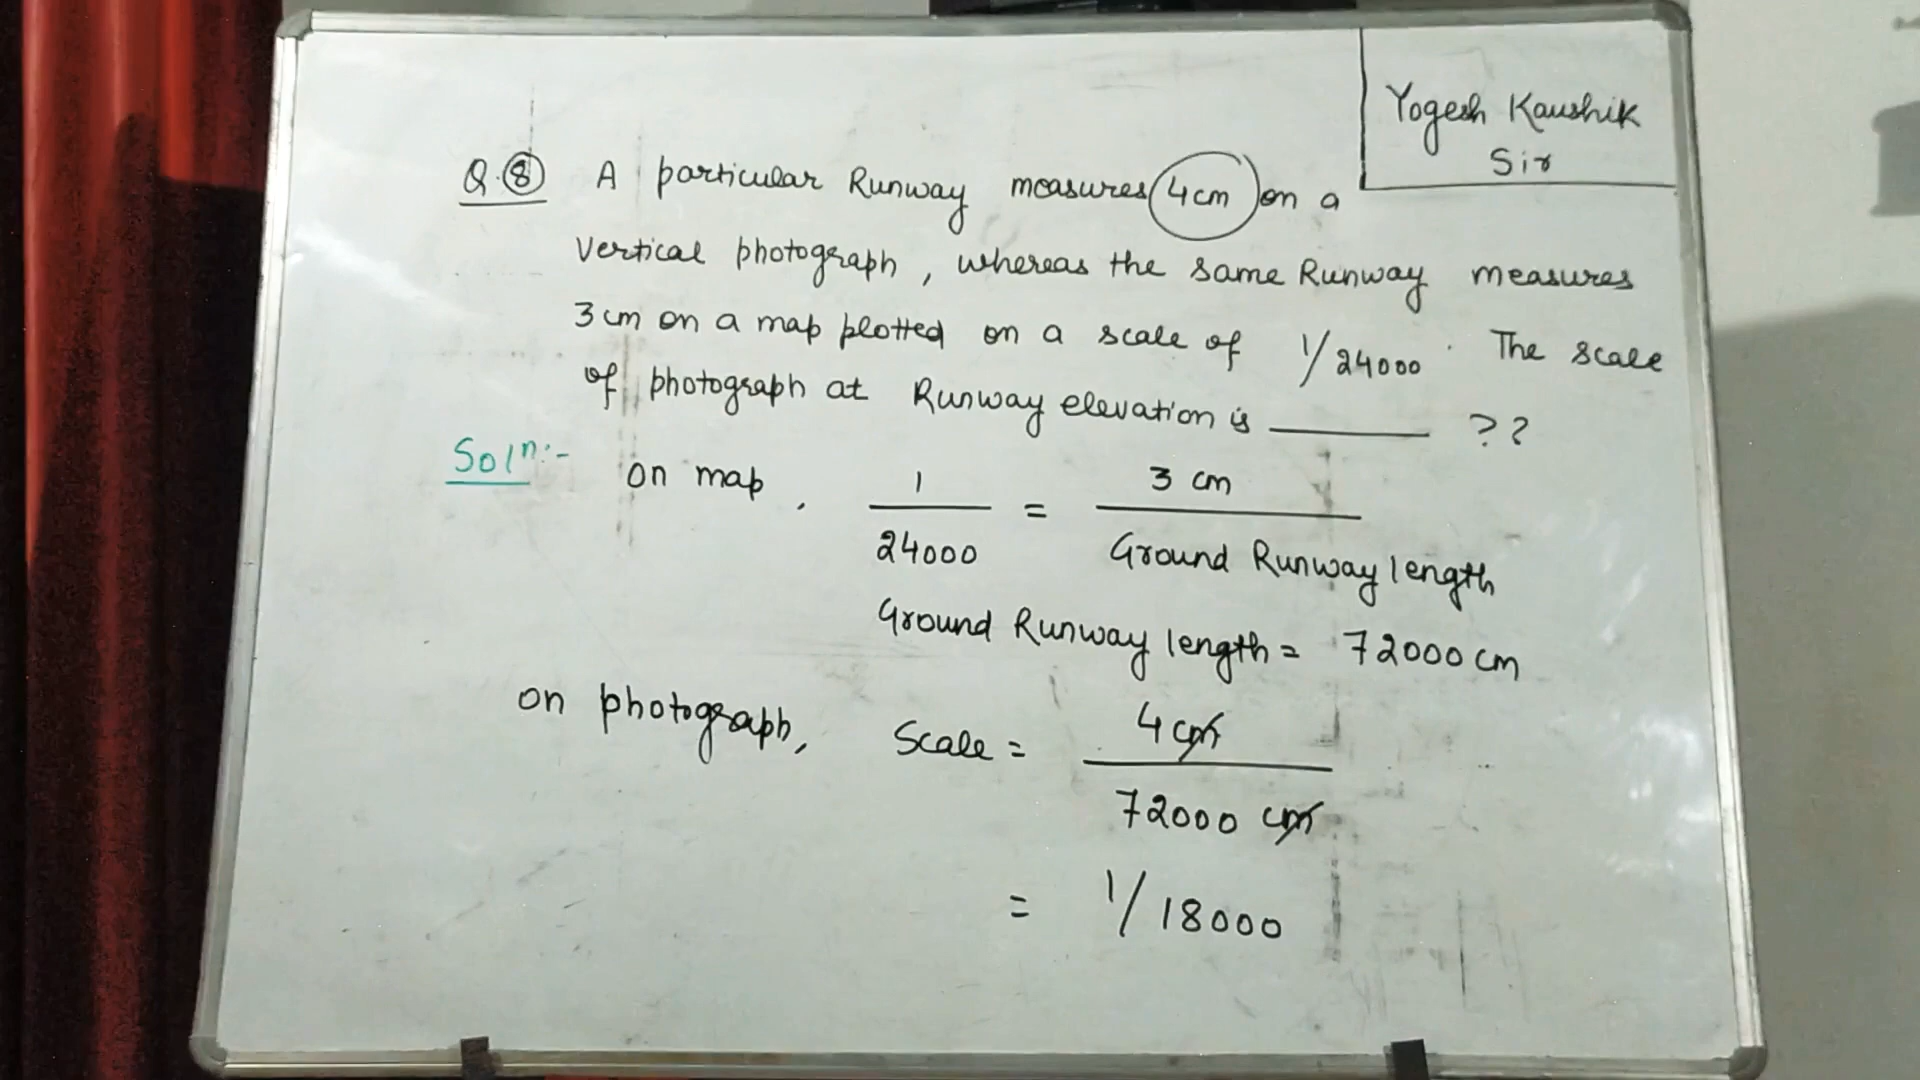 Yogesh Kaushik
Sir
Q.⑧ A particular Runway measures 4cm on a
vertical photograph, whereas the same Runway measures
3 cm on a map plotted on a scale of 1/24000. The scale
of photograph at Runway elevation is ______ ??
Solⁿ:- on map, 1/24000 = 3 cm/Ground Runway length
Ground Runway length = 72000 cm
on photograph, Scale = 4 cm/72000 cm
= 1/18000